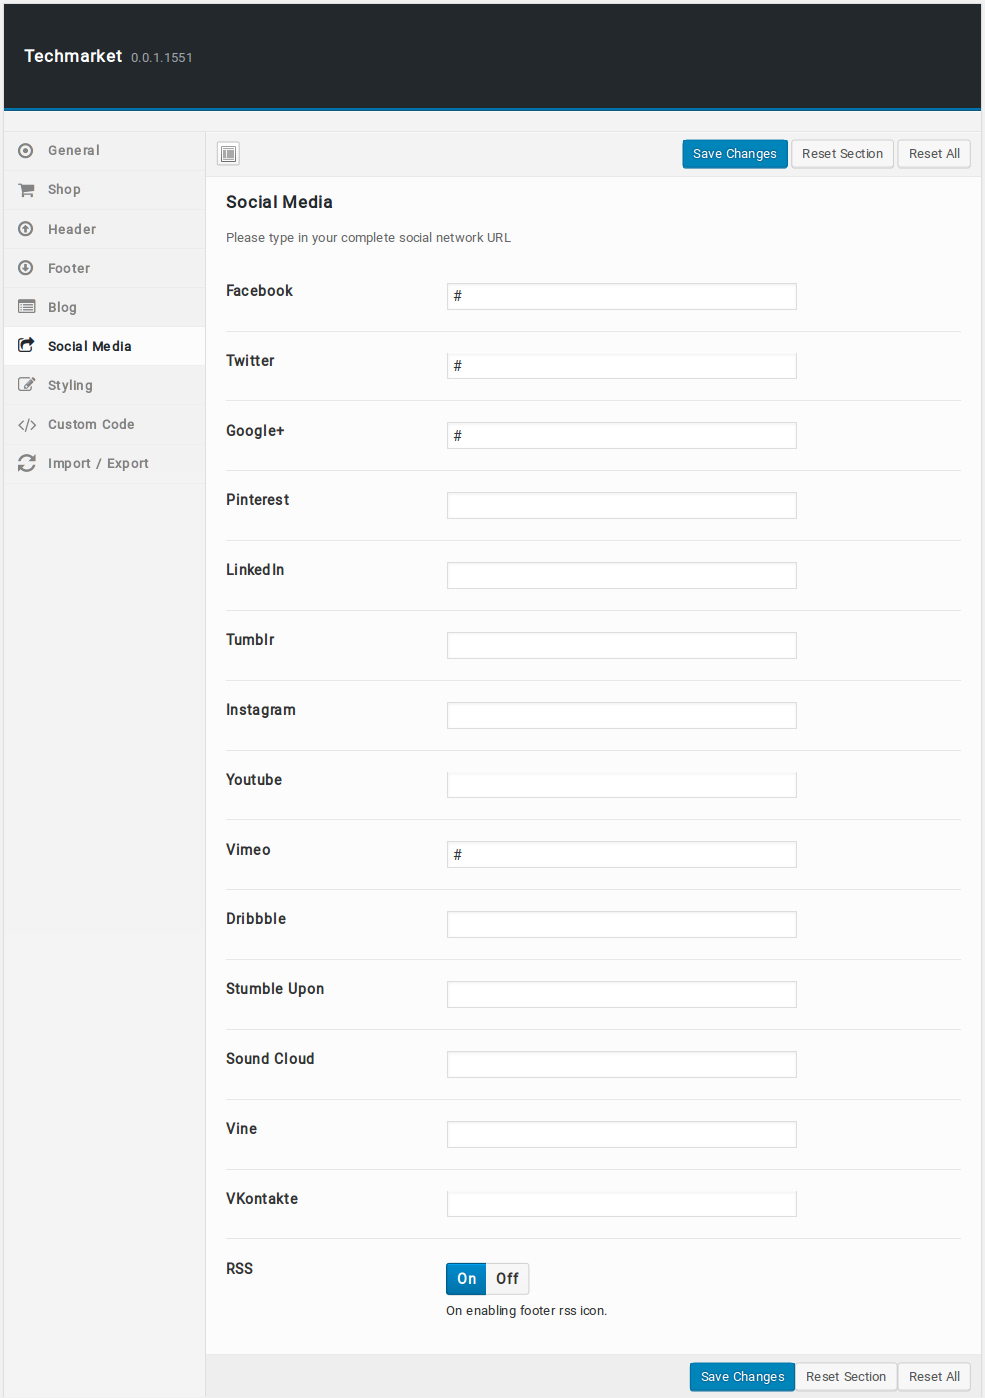 Techmarket 0.0.1.1551
General
Shop
Header
Footer
Blog
Social Media
Styling
Custom Code
Import / Export
Save Changes Reset Section Reset All
Social Media
Please type in your complete social network URL
Facebook #
Twitter #
Google+ #
Pinterest
LinkedIn
Tumblr
Instagram
Youtube
Vimeo #
Dribbble
Stumble Upon
Sound Cloud
Vine
VKontakte
RSS On Off
On enabling footer rss icon.
Save Changes Reset Section Reset All